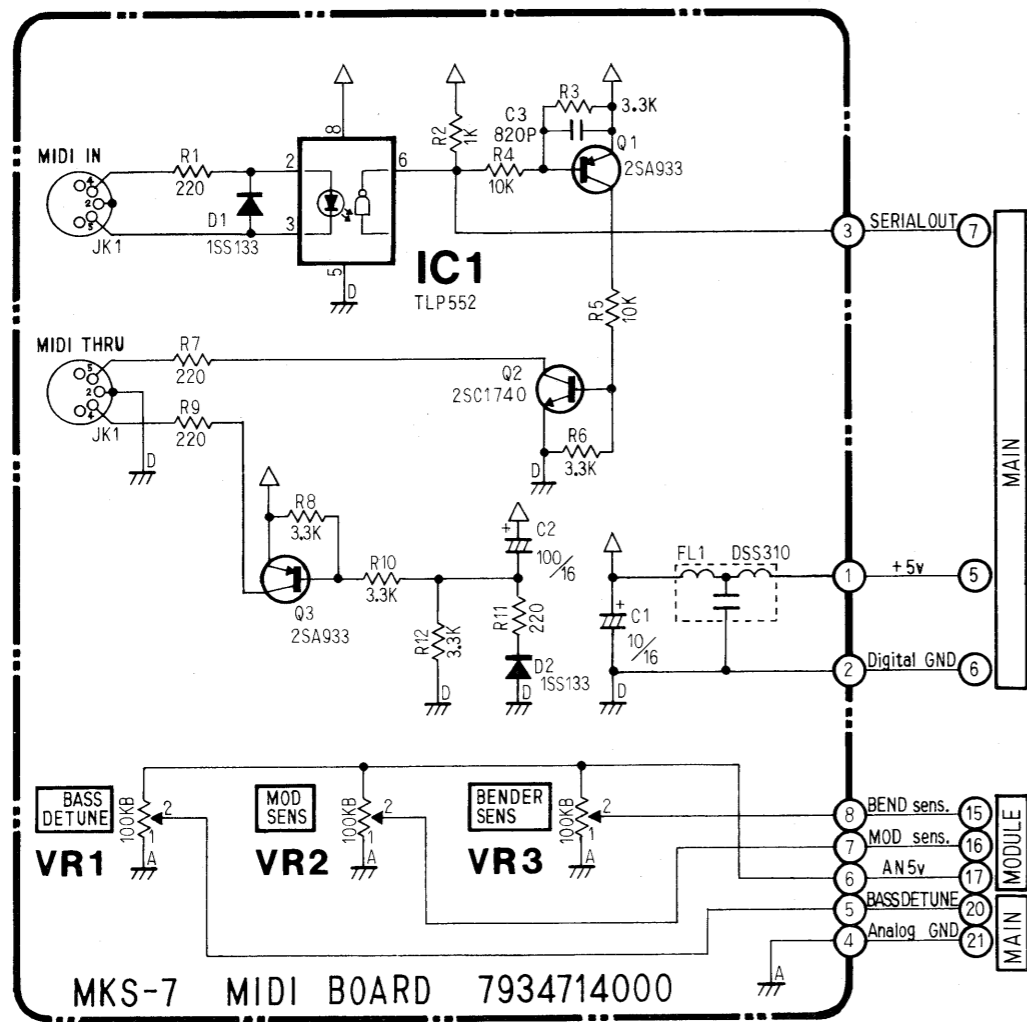 R3
3.3K
C3
820P
R2
1K
Q1
2SA933
R4
10K
MIDI IN
R1
220
8
2
6
4
2
5
D1
1SS133
3
JK1
5
D
IC1
TLP552
3
SERIAL OUT
7
R5
10K
MIDI THRU
R7
220
5
2
4
JK1
R9
220
D
Q2
2SC1740
R6
3.3K
D
MAIN
R8
3.3K
R10
3.3K
Q3
2SA933
+
C2
100/16
R11
220
R12
3.3K
D
D2
1SS133
D
+
C1
10/16
D
FL1
DSS310
1
+5v
5
2
Digital GND
6
BASS
DETUNE
100KB
2
1
A
VR1
MOD
SENS
100KB
2
1
A
VR2
BENDER
SENS
100KB
2
1
A
VR3
8
BEND sens.
15
7
MOD sens.
16
6
AN5v
17
MODULE
5
BASSDETUNE
20
4
Analog GND
21
MAIN
A
MKS-7 MIDI BOARD 7934714000